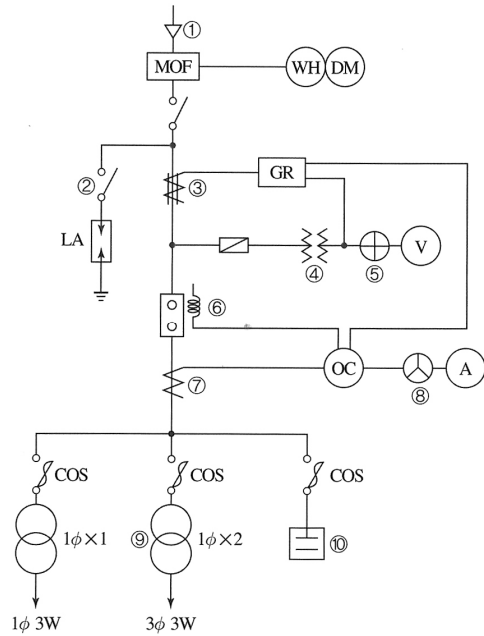 ①
MOF
WH DM
②
③
GR
LA
④
⑤
V
⑥
⑦
OC
⑧
A
COS
COS
COS
1φ×1
⑨
1φ×2
⑩
1φ 3W
3φ 3W